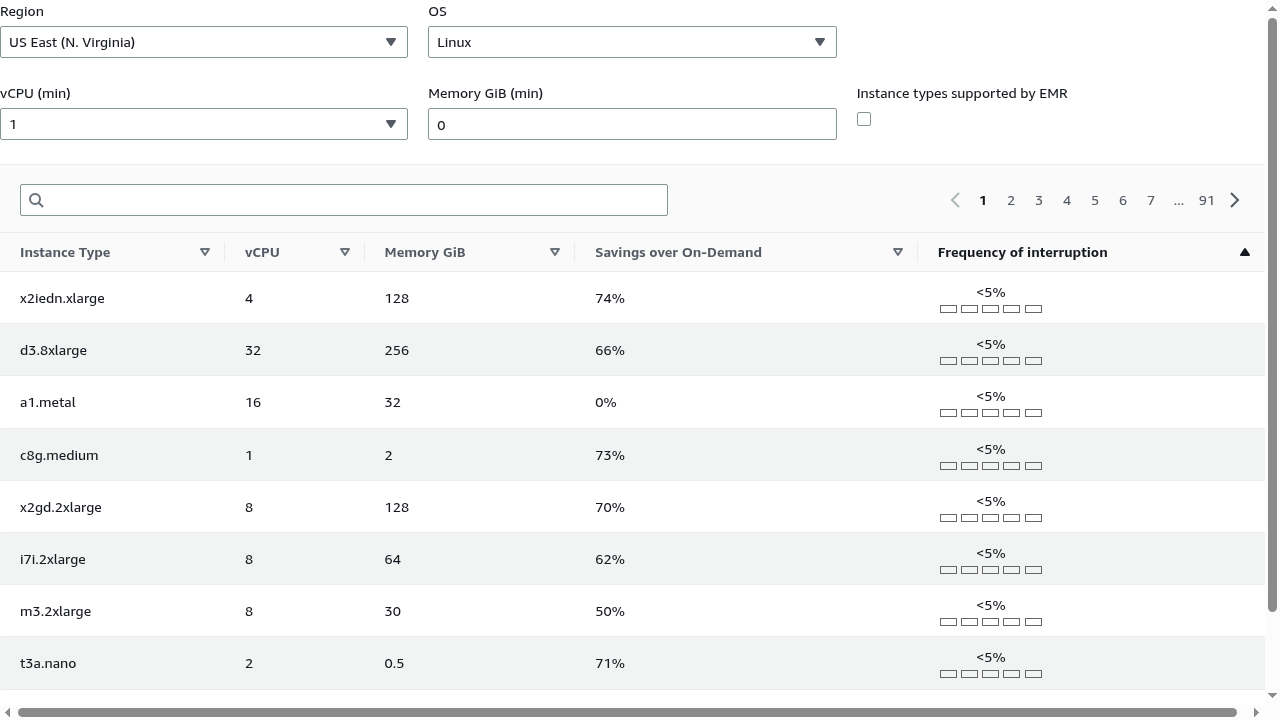 Region
OS
US East (N. Virginia)
Linux
vCPU (min)
Memory GiB (min)
Instance types supported by EMR
1
0
1 2 3 4 5 6 7 ... 91
Instance Type vCPU Memory GiB Savings over On-Demand Frequency of interruption
x2iedn.xlarge 4 128 74% <5%
d3.8xlarge 32 256 66% <5%
a1.metal 16 32 0% <5%
c8g.medium 1 2 73% <5%
x2gd.2xlarge 8 128 70% <5%
i7i.2xlarge 8 64 62% <5%
m3.2xlarge 8 30 50% <5%
t3a.nano 2 0.5 71% <5%